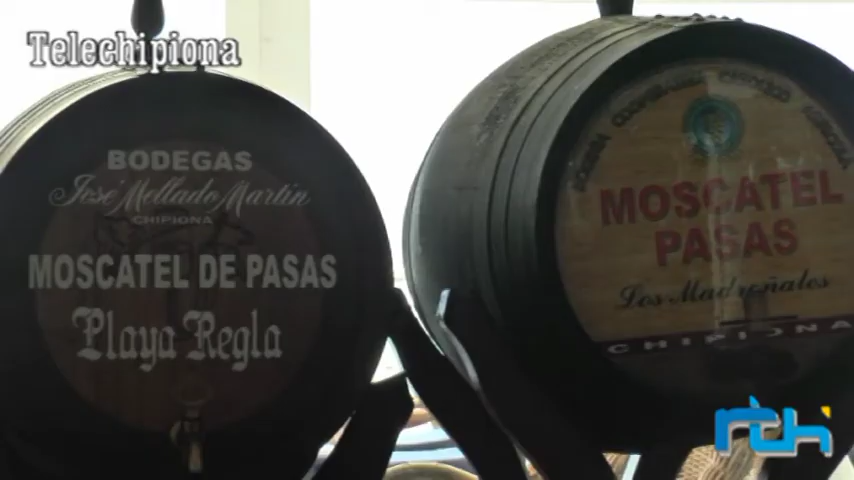 Telechipiona
BODEGAS
José Mellado Martín
CHIPIONA
MOSCATEL DE PASAS
Playa Regla
MOSCATEL
PASAS
Los Madroñales
CHIPIONA
rtch